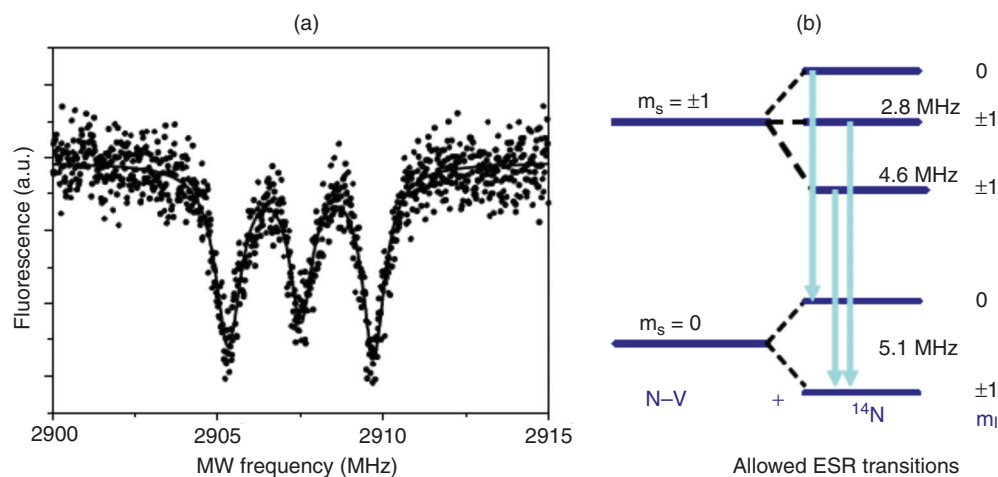 (a)
Fluorescence (a.u.)
2900
2905
2910
2915
MW frequency (MHz)
(b)
0
m_s = ±1
2.8 MHz
±1
4.6 MHz
±1
0
m_s = 0
5.1 MHz
±1
N–V + ¹⁴N
m_I
Allowed ESR transitions